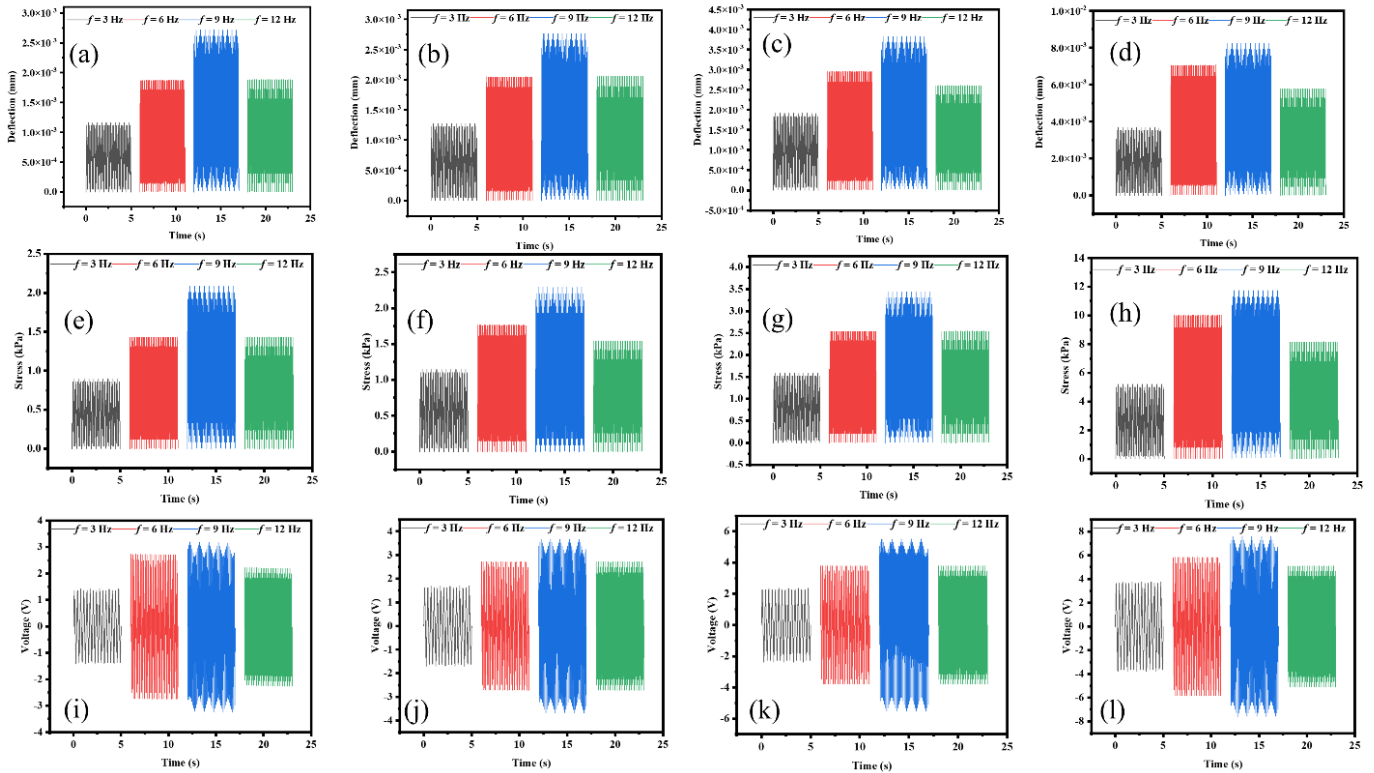 f = 3 Hz f = 6 Hz f = 9 Hz f = 12 Hz
(a)
3.0×10⁻³
2.5×10⁻³
2.0×10⁻³
1.5×10⁻³
1.0×10⁻³
5.0×10⁻⁴
0.0
Deflection (mm)
0 5 10 15 20 25
Time (s)
f = 3 Hz f = 6 Hz f = 9 Hz f = 12 Hz
(b)
3.0×10⁻³
2.5×10⁻³
2.0×10⁻³
1.5×10⁻³
1.0×10⁻³
5.0×10⁻⁴
0.0
Deflection (mm)
0 5 10 15 20 25
Time (s)
f = 3 Hz f = 6 Hz f = 9 Hz f = 12 Hz
(c)
4.5×10⁻³
4.0×10⁻³
3.5×10⁻³
3.0×10⁻³
2.5×10⁻³
2.0×10⁻³
1.5×10⁻³
1.0×10⁻³
5.0×10⁻⁴
0.0
-5.0×10⁻⁴
Deflection (mm)
0 5 10 15 20 25
Time (s)
f = 3 Hz f = 6 Hz f = 9 Hz f = 12 Hz
(d)
1.0×10⁻²
8.0×10⁻³
6.0×10⁻³
4.0×10⁻³
2.0×10⁻³
0.0
Deflection (mm)
0 5 10 15 20 25
Time (s)
f = 3 Hz f = 6 Hz f = 9 Hz f = 12 Hz
(e)
2.5
2.0
1.5
1.0
0.5
0.0
Stress (kPa)
0 5 10 15 20 25
Time (s)
f = 3 Hz f = 6 Hz f = 9 Hz f = 12 Hz
(f)
2.5
2.0
1.5
1.0
0.5
0.0
Stress (kPa)
0 5 10 15 20 25
Time (s)
f = 3 Hz f = 6 Hz f = 9 Hz f = 12 Hz
(g)
4.0
3.5
3.0
2.5
2.0
1.5
1.0
0.5
0.0
-0.5
Stress (kPa)
0 5 10 15 20 25
Time (s)
f = 3 Hz f = 6 Hz f = 9 Hz f = 12 Hz
(h)
14
12
10
8
6
4
2
0
Stress (kPa)
0 5 10 15 20 25
Time (s)
f = 3 Hz f = 6 Hz f = 9 Hz f = 12 Hz
(i)
4
3
2
1
0
-1
-2
-3
-4
Voltage (V)
0 5 10 15 20 25
Time (s)
f = 3 Hz f = 6 Hz f = 9 Hz f = 12 Hz
(j)
4
3
2
1
0
-1
-2
-3
-4
Voltage (V)
0 5 10 15 20 25
Time (s)
f = 3 Hz f = 6 Hz f = 9 Hz f = 12 Hz
(k)
6
4
2
0
-2
-4
-6
Voltage (V)
0 5 10 15 20 25
Time (s)
f = 3 Hz f = 6 Hz f = 9 Hz f = 12 Hz
(l)
8
6
4
2
0
-2
-4
-6
-8
Voltage (V)
0 5 10 15 20 25
Time (s)